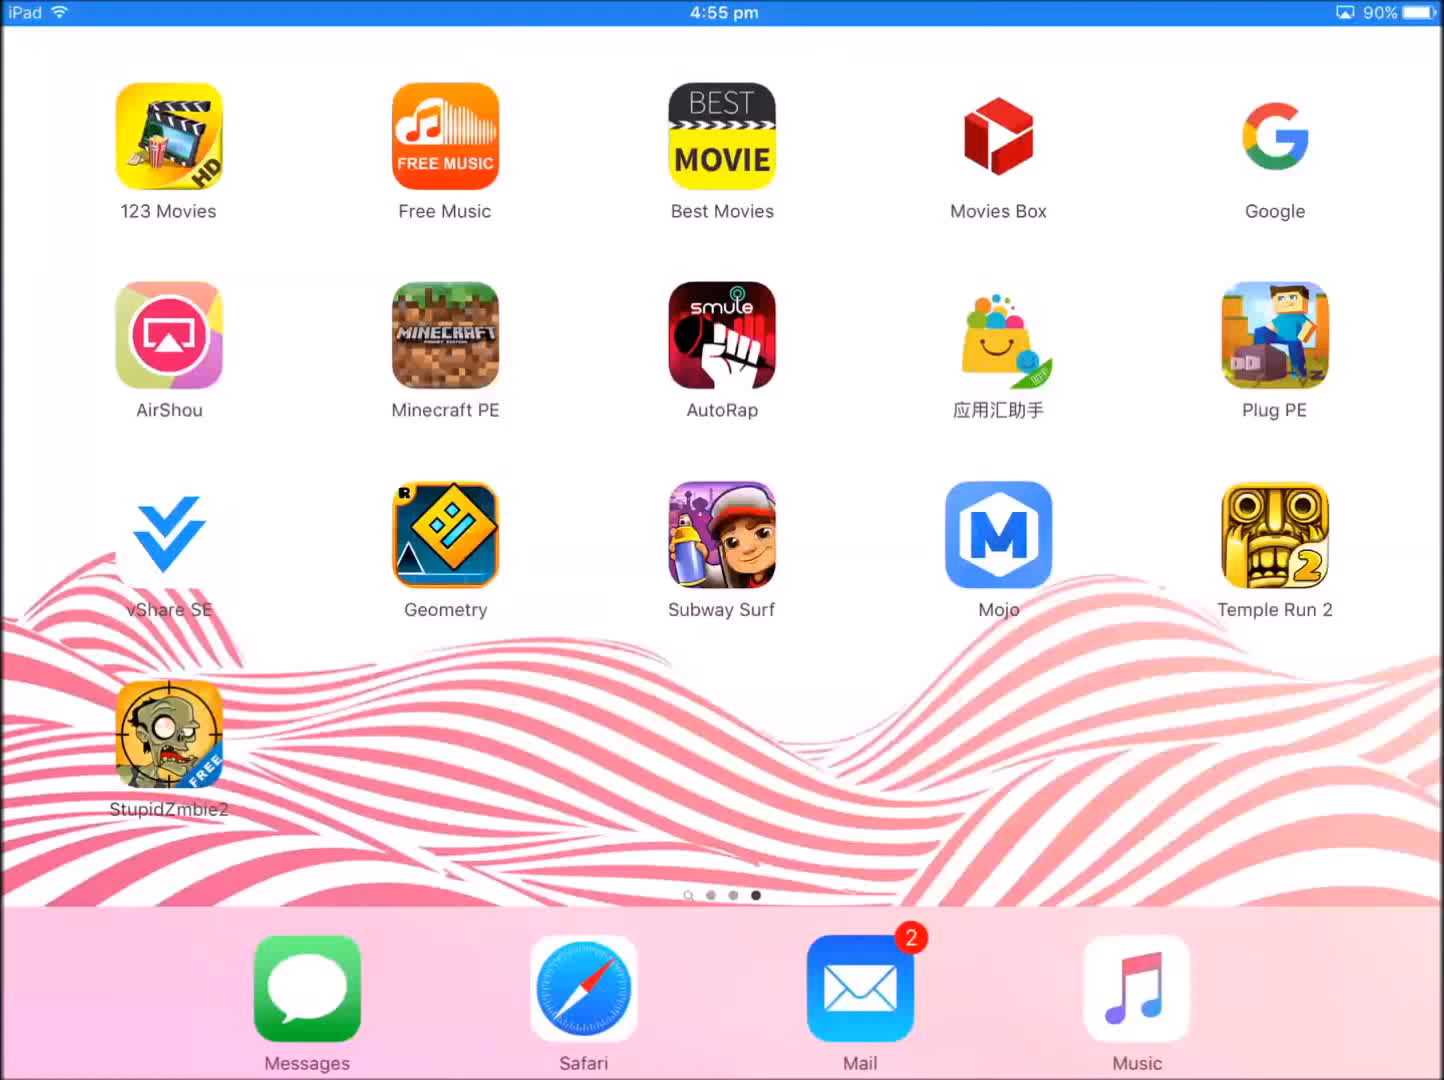 iPad
4:55 pm
90%
HD
FREE MUSIC
BEST
MOVIE
123 Movies
Free Music
Best Movies
Movies Box
Google
MINECRAFT
smule
AirShou
Minecraft PE
AutoRap
应用汇助手
Plug PE
R
M
2
vShare SE
Geometry
Subway Surf
Mojo
Temple Run 2
FREE
StupidZmbie2
2
Messages
Safari
Mail
Music